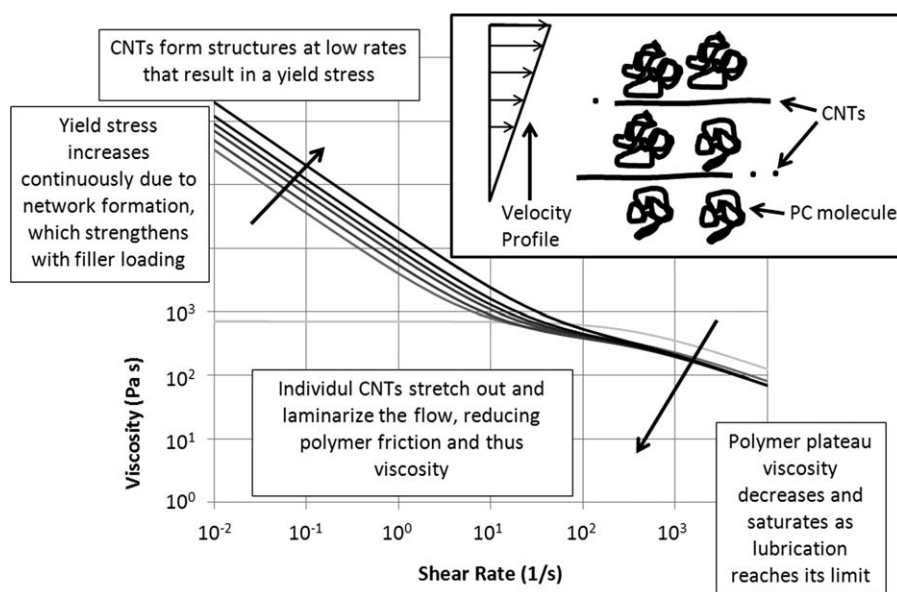 CNTs form structures at low rates
that result in a yield stress
Yield stress
increases
continuously due to
network formation,
which strengthens
with filler loading
Velocity
Profile
CNTs
PC molecule
Individul CNTs stretch out and
laminarize the flow, reducing
polymer friction and thus
viscosity
Polymer plateau
viscosity
decreases and
saturates as
lubrication
reaches its limit
Viscosity (Pa s)
10³
10²
10¹
10⁰
10⁻²
10⁻¹
10⁰
10¹
10²
10³
Shear Rate (1/s)